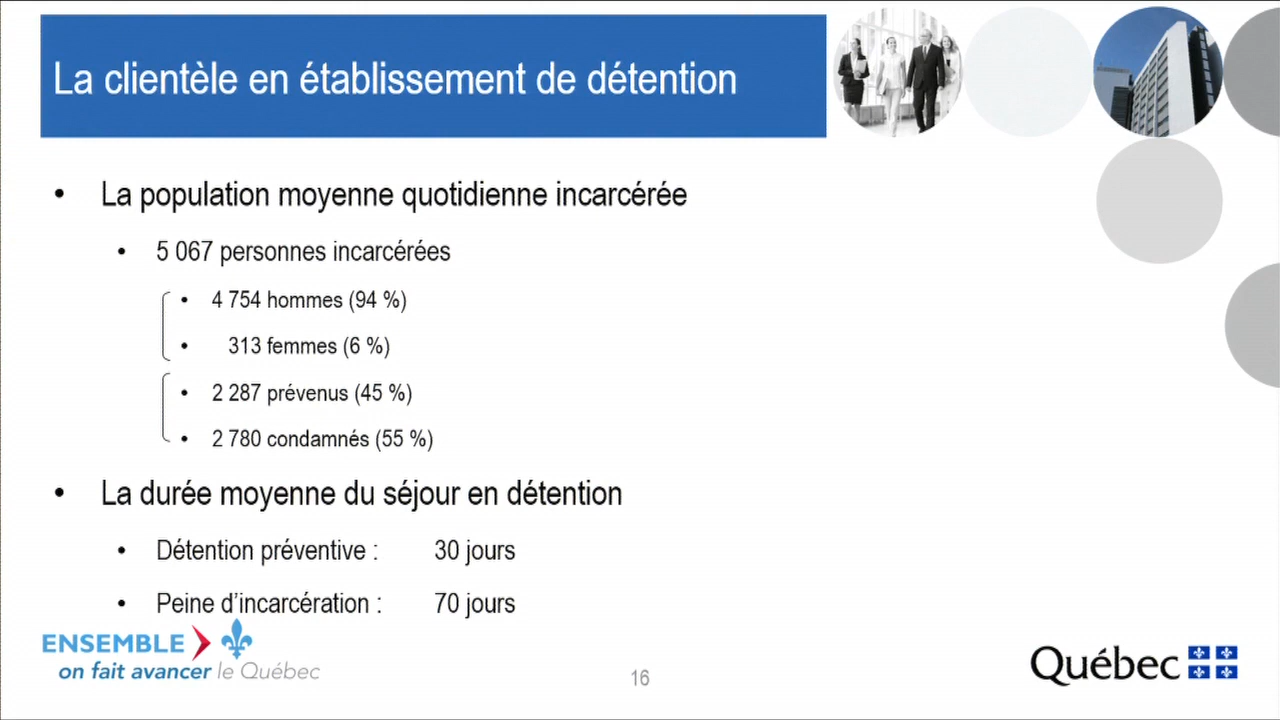 La clientèle en établissement de détention
• La population moyenne quotidienne incarcérée
• 5 067 personnes incarcérées
• 4 754 hommes (94 %)
• 313 femmes (6 %)
• 2 287 prévenus (45 %)
• 2 780 condamnés (55 %)
• La durée moyenne du séjour en détention
• Détention préventive : 30 jours
• Peine d’incarcération : 70 jours
ENSEMBLE
on fait avancer le Québec
16
Québec